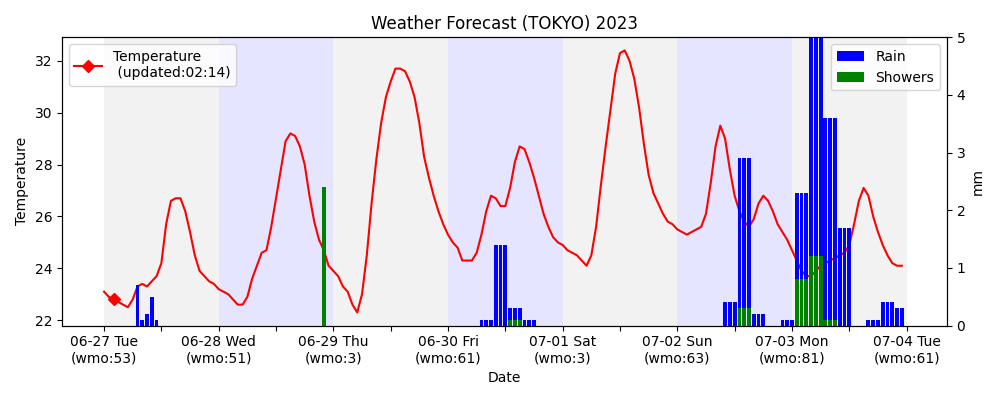 Weather Forecast (TOKYO) 2023
Temperature
(updated:02:14)
Rain
Showers
Temperature
32
30
28
26
24
22
5
4
3
2
1
0
mm
06-27 Tue
(wmo:53)
06-28 Wed
(wmo:51)
06-29 Thu
(wmo:3)
06-30 Fri
(wmo:61)
07-01 Sat
(wmo:3)
07-02 Sun
(wmo:63)
07-03 Mon
(wmo:81)
07-04 Tue
(wmo:61)
Date